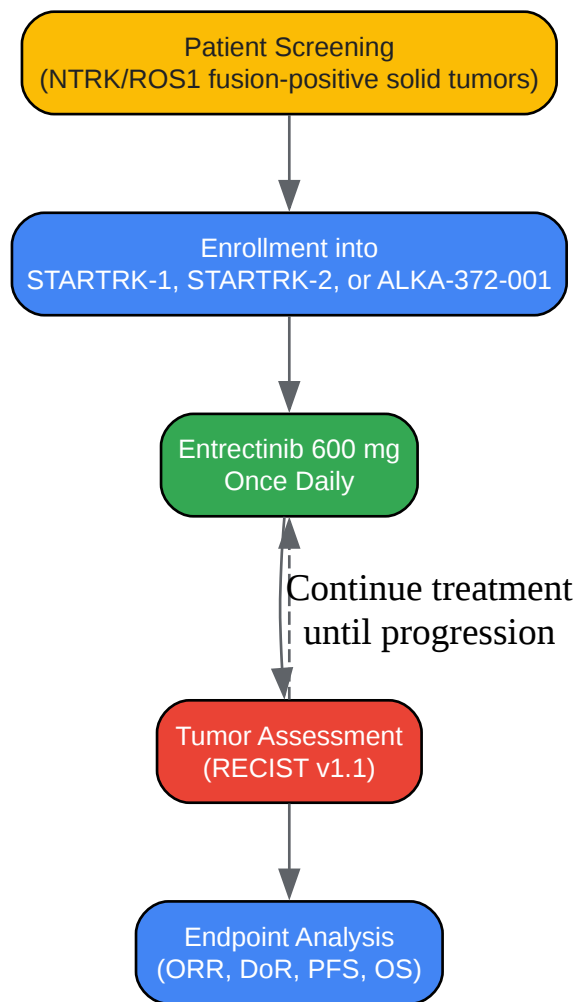 Patient Screening
(NTRK/ROS1 fusion-positive solid tumors)
Enrollment into
STARTRK-1, STARTRK-2, or ALKA-372-001
Entrectinib 600 mg
Once Daily
Continue treatment
until progression
Tumor Assessment
(RECIST v1.1)
Endpoint Analysis
(ORR, DoR, PFS, OS)